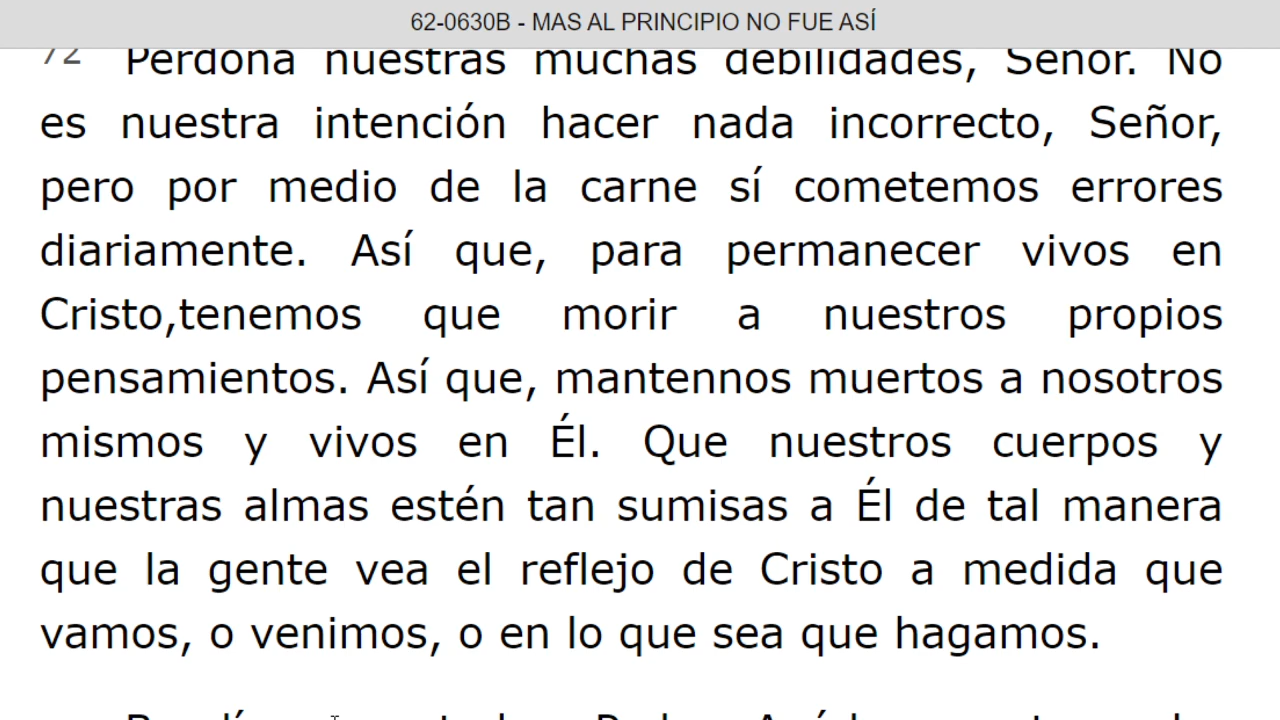 62-0630B - MAS AL PRINCIPIO NO FUE ASÍ
72 Perdona nuestras muchas debilidades, Señor. No
es nuestra intención hacer nada incorrecto, Señor,
pero por medio de la carne sí cometemos errores
diariamente. Así que, para permanecer vivos en
Cristo,tenemos que morir a nuestros propios
pensamientos. Así que, mantennos muertos a nosotros
mismos y vivos en Él. Que nuestros cuerpos y
nuestras almas estén tan sumisas a Él de tal manera
que la gente vea el reflejo de Cristo a medida que
vamos, o venimos, o en lo que sea que hagamos.